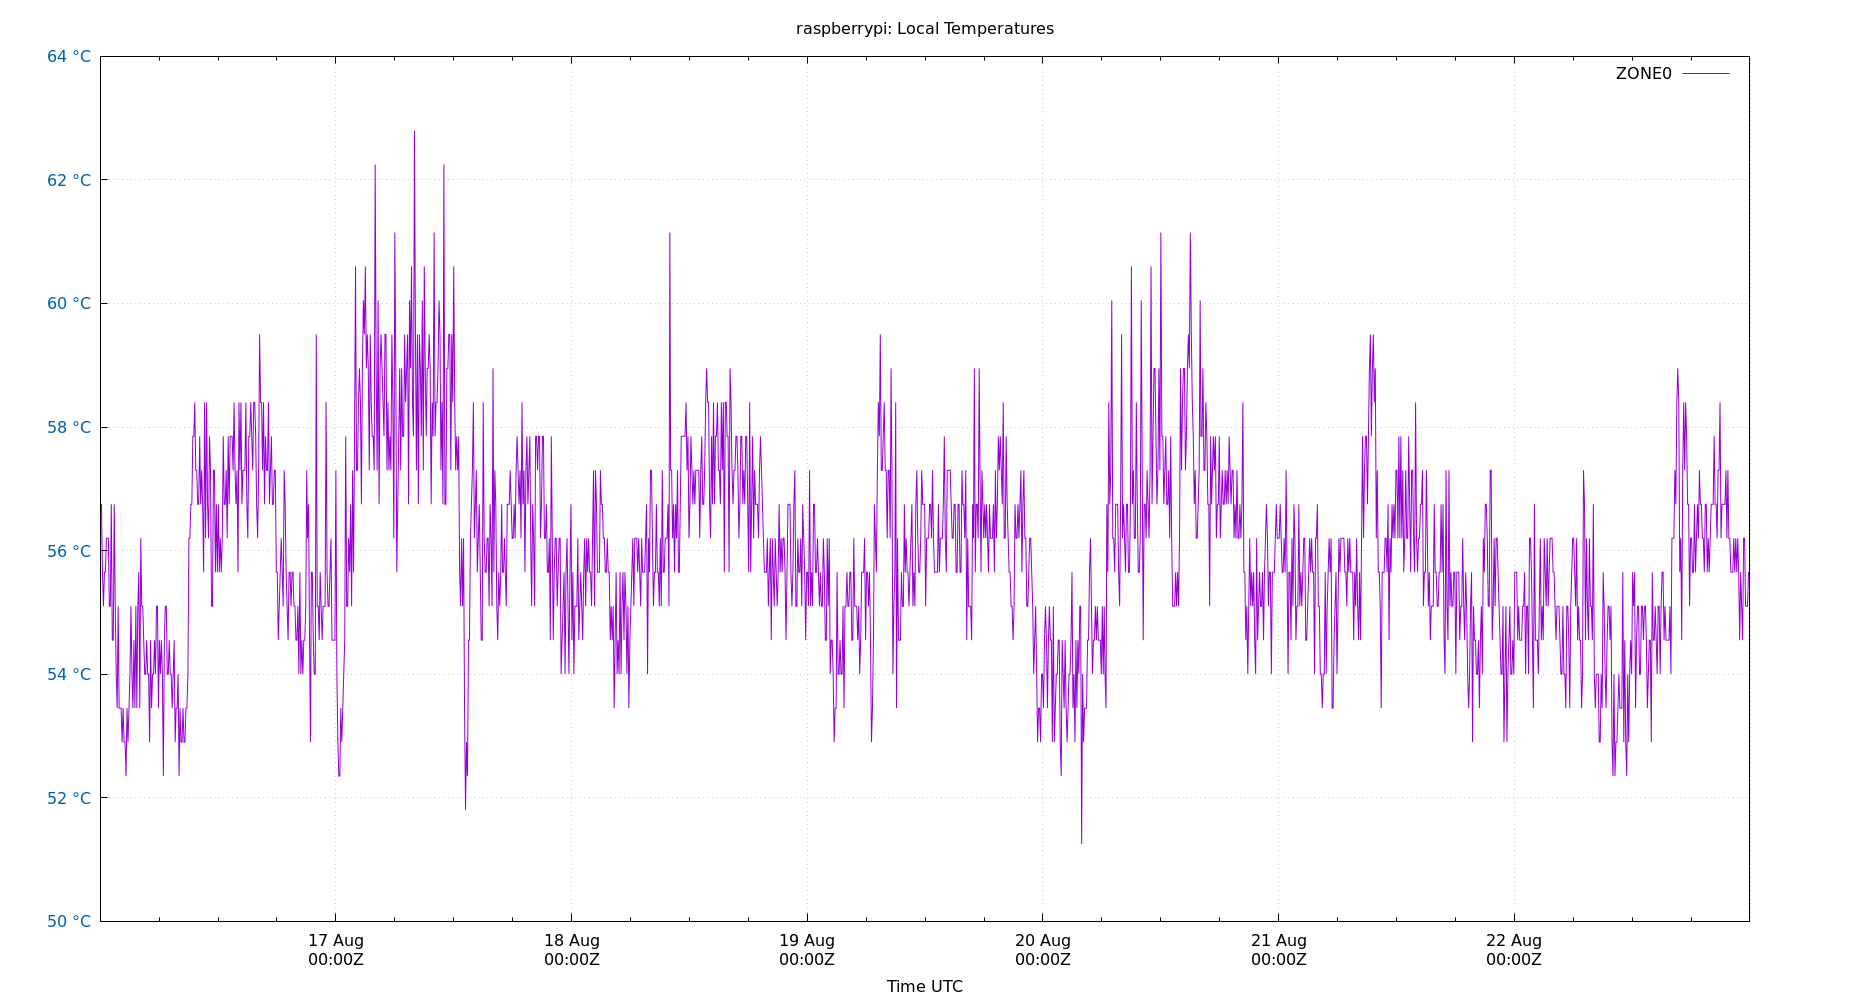 raspberrypi: Local Temperatures
64 °C
ZONE0
62 °C
60 °C
58 °C
56 °C
54 °C
52 °C
50 °C
17 Aug 18 Aug 19 Aug 20 Aug 21 Aug 22 Aug
00:00Z 00:00Z 00:00Z 00:00Z 00:00Z 00:00Z
Time UTC